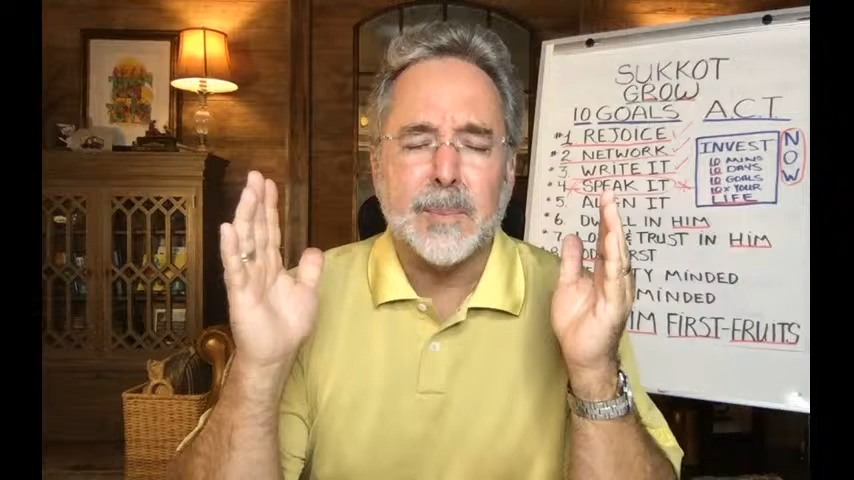 SUKKOT
GROW
10 GOALS A.C.T
#1 REJOICE
#2 NETWORK
#3 WRITE IT
#4 SPEAK IT
#5. ALIGN IT
#6. IN HIM
#7. & TRUST IN HIM
MINDED
MINDED
FIRST-FRUITS
INVEST
10 MINS
10 DAYS
10 GOALS
10X YOUR
LIFE
NOW